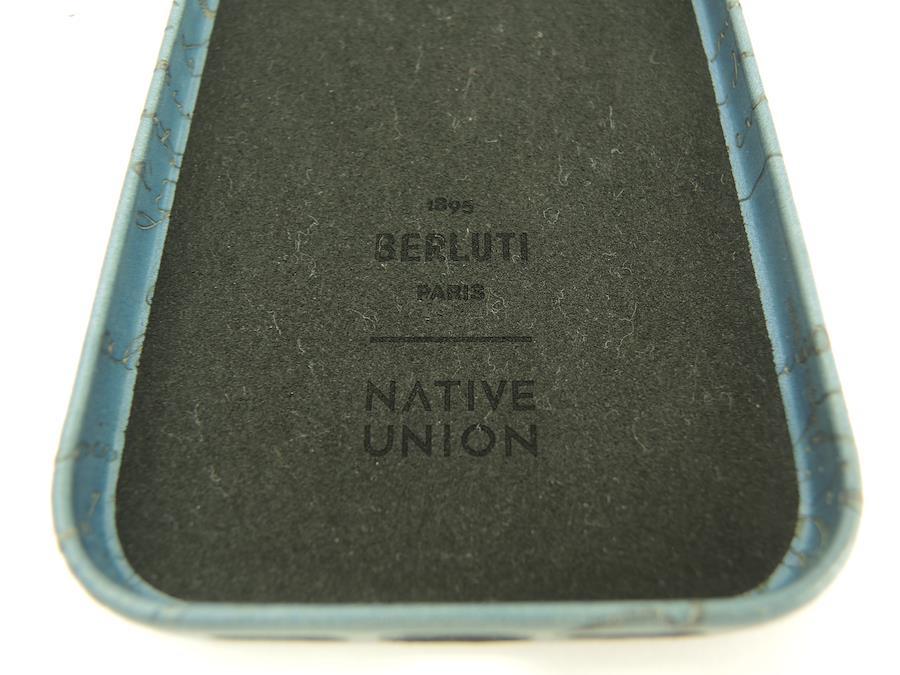 1895
BERLUTI
PARIS
NATIVE
UNION